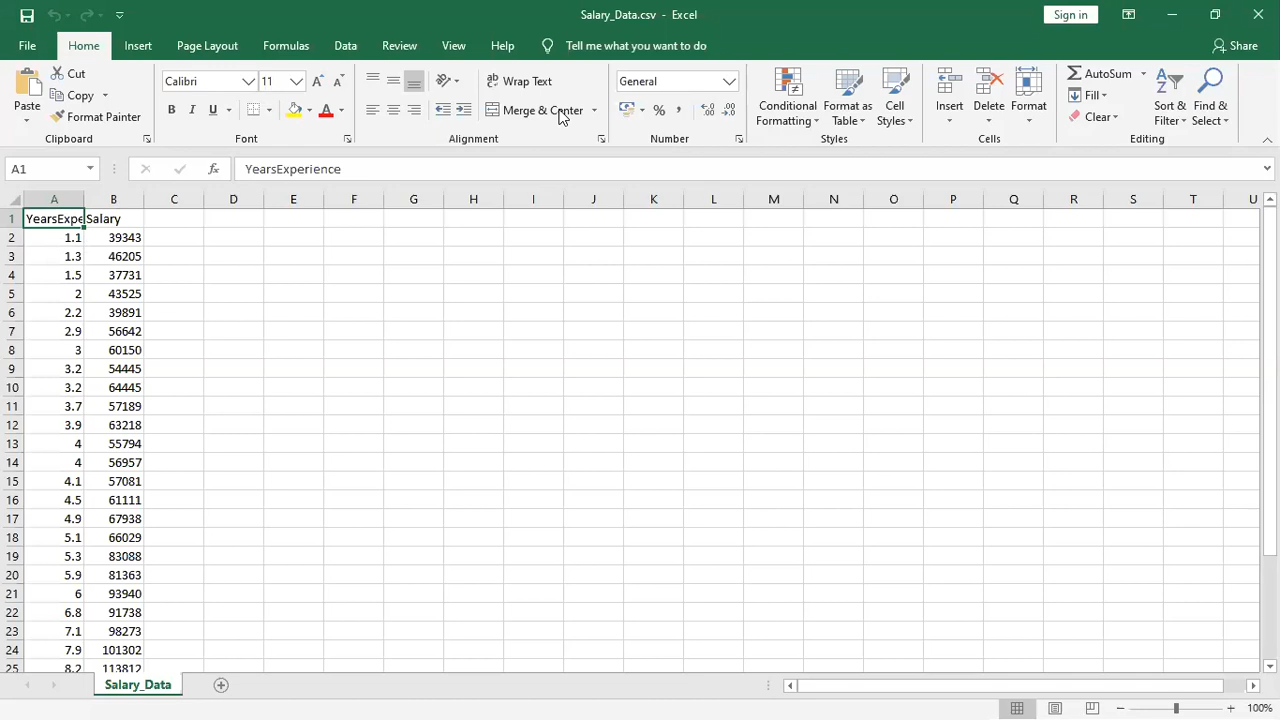 Salary_Data.csv - Excel
Sign in
File Home Insert Page Layout Formulas Data Review View Help Tell me what you want to do Share
Paste
Cut
Copy
Format Painter
Clipboard
Calibri 11
B I U
Font
Wrap Text
Merge & Center
Alignment
General
% ,
Number
Conditional Formatting
Format as Table
Cell Styles
Styles
Insert
Delete
Format
Cells
AutoSum
Fill
Clear
Sort & Filter
Find & Select
Editing
A1 fx YearsExperience
A B C D E F G H I J K L M N O P Q R S T U
1 YearsExpe Salary
2 1.1 39343
3 1.3 46205
4 1.5 37731
5 2 43525
6 2.2 39891
7 2.9 56642
8 3 60150
9 3.2 54445
10 3.2 64445
11 3.7 57189
12 3.9 63218
13 4 55794
14 4 56957
15 4.1 57081
16 4.5 61111
17 4.9 67938
18 5.1 66029
19 5.3 83088
20 5.9 81363
21 6 93940
22 6.8 91738
23 7.1 98273
24 7.9 101302
25 8.2 113812
Salary_Data
100%